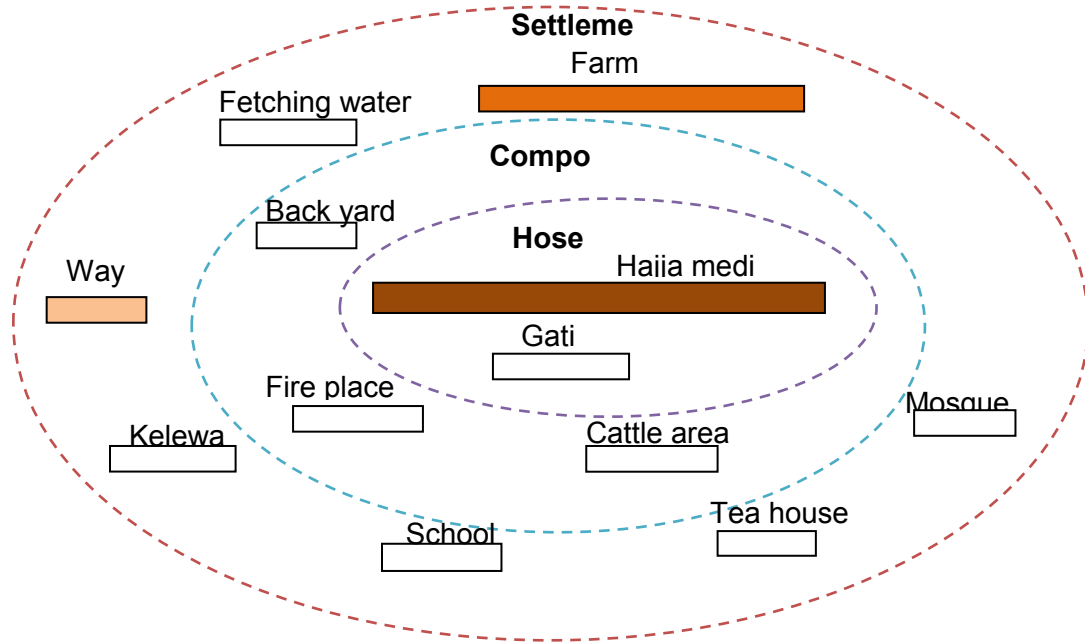 Settleme
Farm
Fetching water
Compo
Back yard
Hose
Way
Haija medi
Gati
Fire place
Mosque
Kelewa
Cattle area
Tea house
School